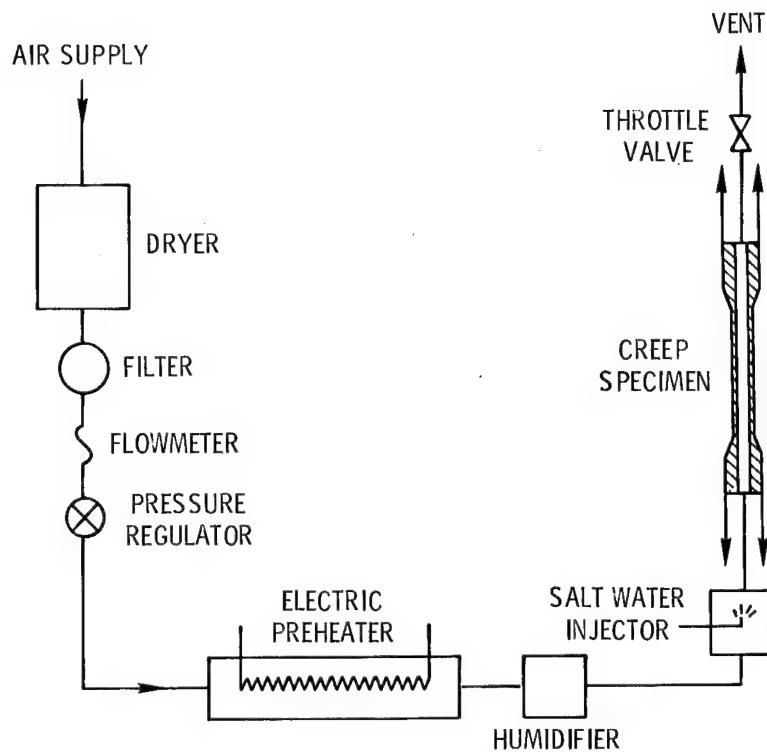 AIR SUPPLY
DRYER
FILTER
FLOWMETER
PRESSURE
REGULATOR
ELECTRIC
PREHEATER
HUMIDIFIER
SALT WATER
INJECTOR
CREEP
SPECIMEN
THROTTLE
VALVE
VENT